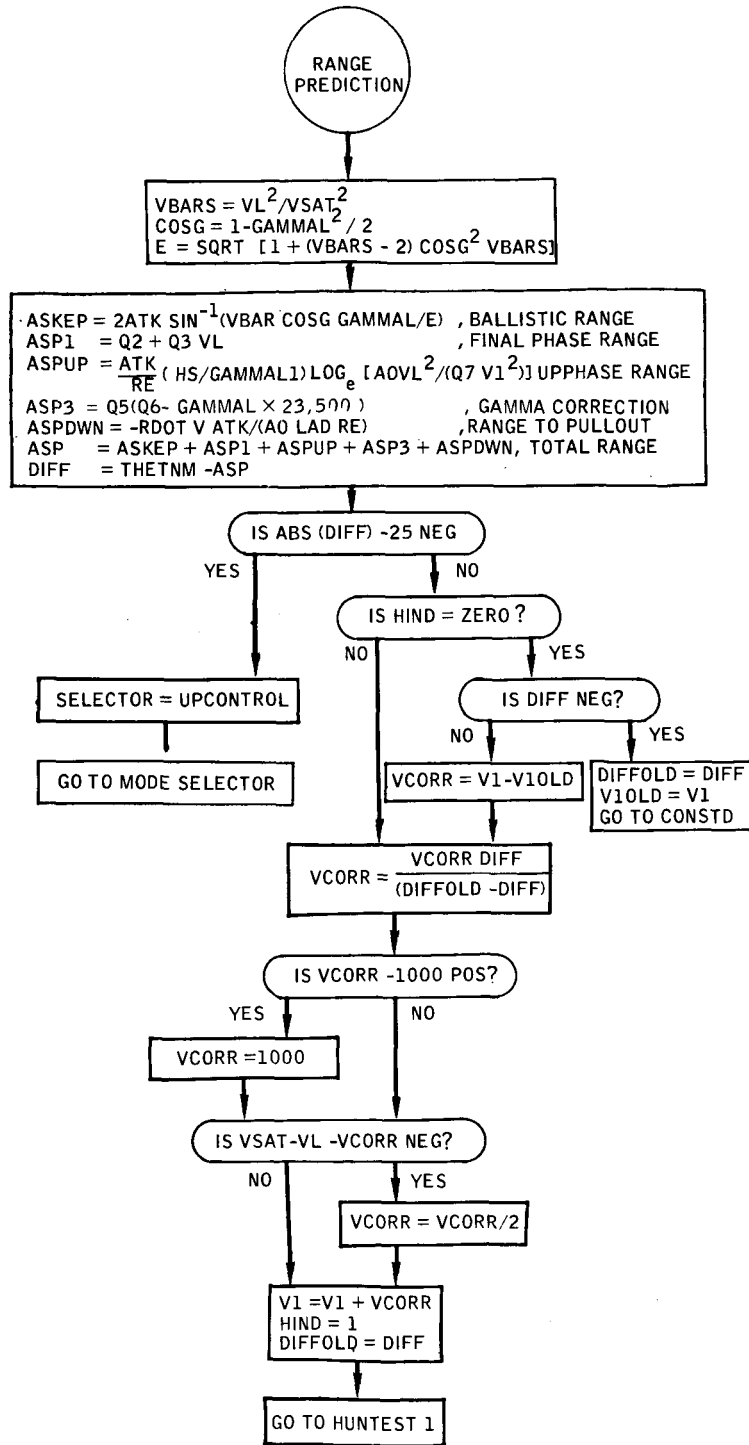 RANGE
PREDICTION
VBARS = VL²/VSAT²
COSG = 1-GAMMAL²/2
E = SQRT [1 + (VBARS - 2) COSG² VBARS]
ASKEP = 2ATK SIN⁻¹(VBAR COSG GAMMAL/E) , BALLISTIC RANGE
ASP1 = Q2 + Q3 VL , FINAL PHASE RANGE
ASPUP = ATK/RE ( HS/GAMMAL1) LOGₑ [AOVL²/(Q7 V1²)] UPPHASE RANGE
ASP3 = Q5(Q6- GAMMAL × 23,500) , GAMMA CORRECTION
ASPDWN = -RDOT V ATK/(AO LAD RE) ,RANGE TO PULLOUT
ASP = ASKEP + ASP1 + ASPUP + ASP3 + ASPDWN, TOTAL RANGE
DIFF = THETNM -ASP
IS ABS (DIFF) -25 NEG
YES NO
IS HIND = ZERO ?
NO YES
SELECTOR = UPCONTROL
IS DIFF NEG?
NO YES
GO TO MODE SELECTOR
VCORR = V1-V1OLD
DIFFOLD = DIFF
V1OLD = V1
GO TO CONSTD
VCORR = VCORR DIFF/(DIFFOLD -DIFF)
IS VCORR -1000 POS?
YES NO
VCORR =1000
IS VSAT-VL -VCORR NEG?
NO YES
VCORR = VCORR/2
V1 =V1 + VCORR
HIND = 1
DIFFOLD = DIFF
GO TO HUNTEST 1